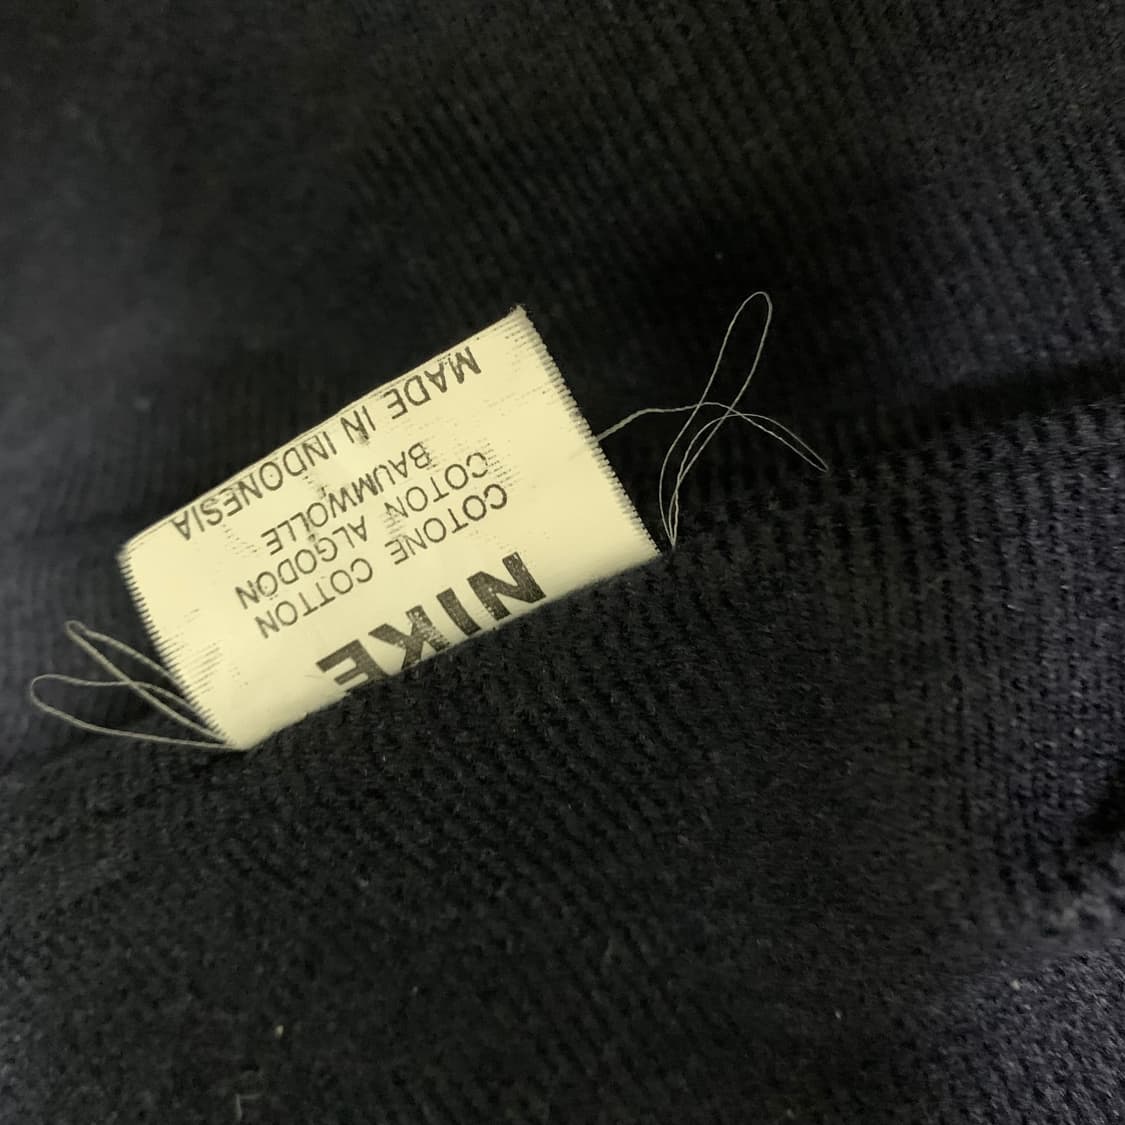 NIKE
COTONE COTTON
COTON ALGODON
BAUMWOLLE
MADE IN INDONESIA